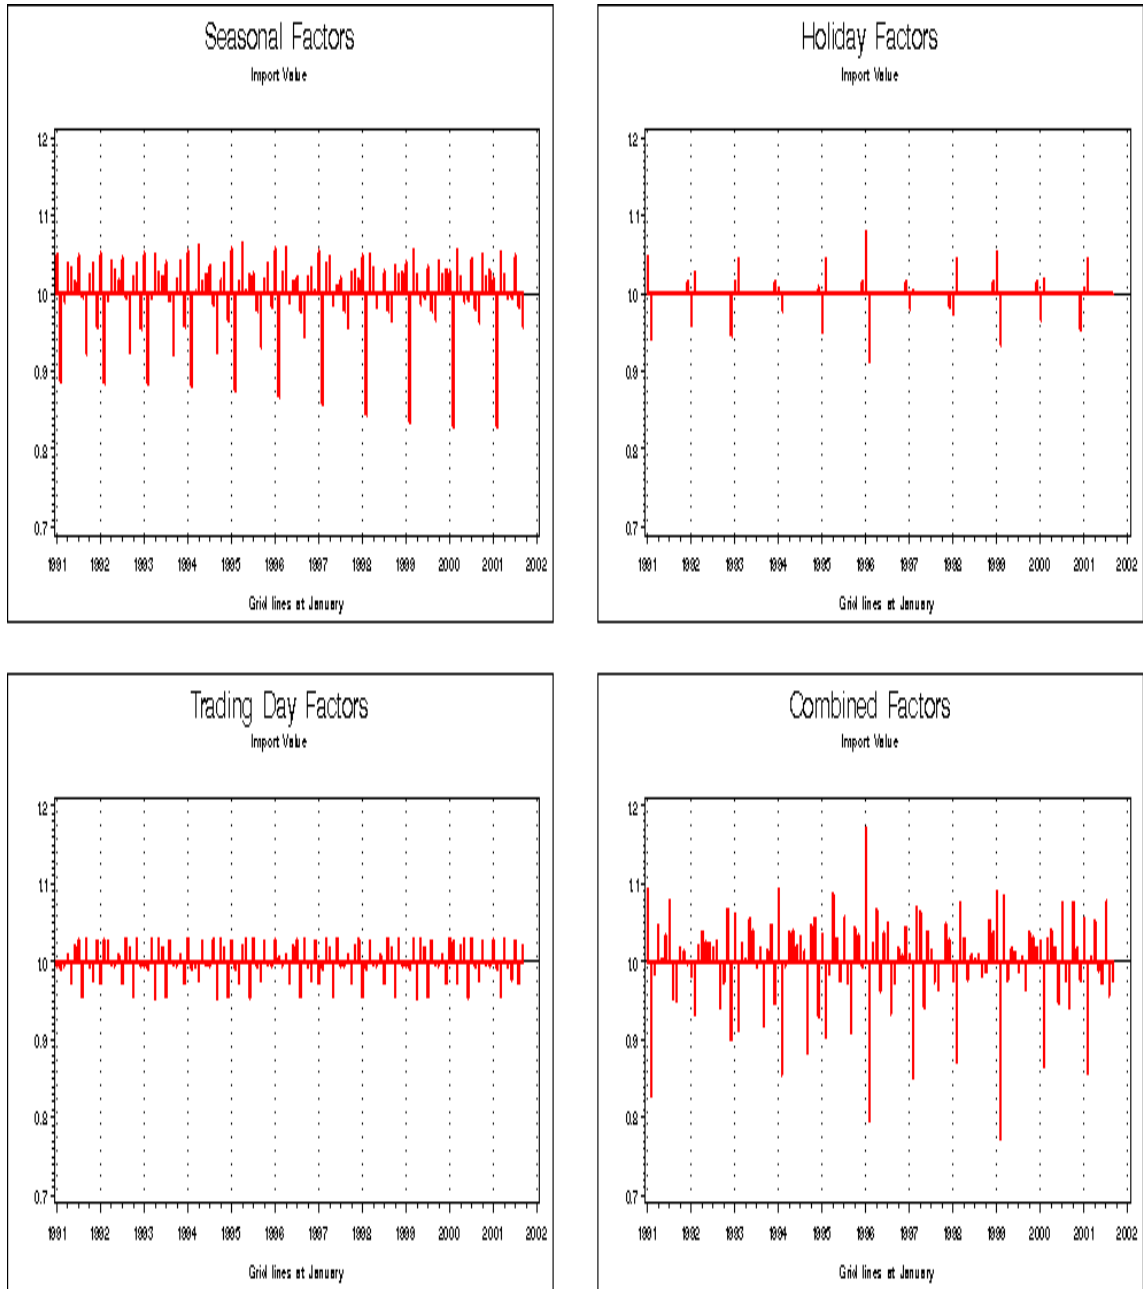 Seasonal Factors
Import Value
1.2
1.1
1.0
0.9
0.8
0.7
1991 1992 1993 1994 1995 1996 1997 1998 1999 2000 2001 2002
Grid lines at January
Holiday Factors
Import Value
1.2
1.1
1.0
0.9
0.8
0.7
1991 1992 1993 1994 1995 1996 1997 1998 1999 2000 2001 2002
Grid lines at January
Trading Day Factors
Import Value
1.2
1.1
1.0
0.9
0.8
0.7
1991 1992 1993 1994 1995 1996 1997 1998 1999 2000 2001 2002
Grid lines at January
Combined Factors
Import Value
1.2
1.1
1.0
0.9
0.8
0.7
1991 1992 1993 1994 1995 1996 1997 1998 1999 2000 2001 2002
Grid lines at January